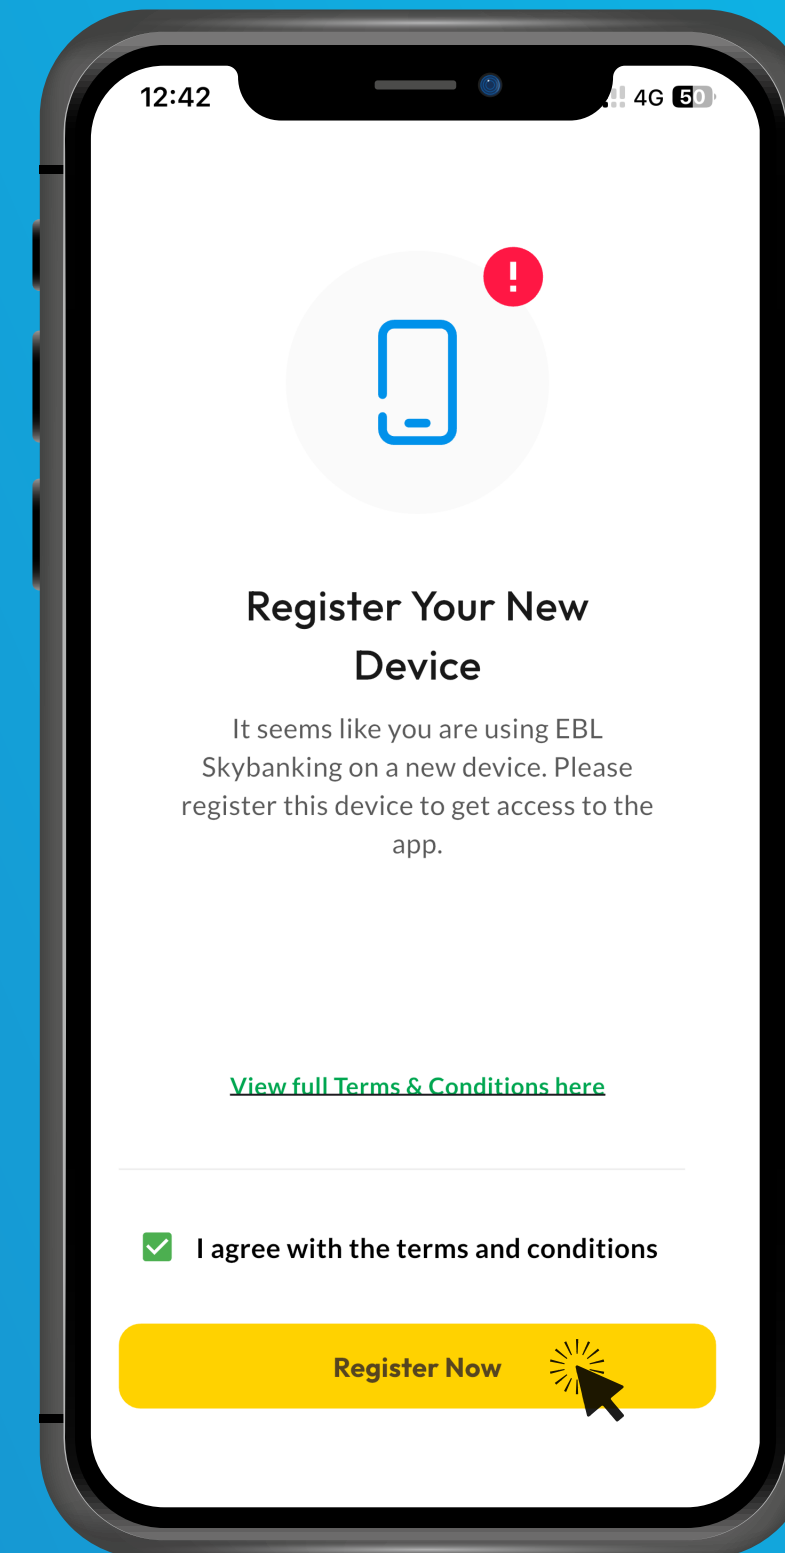 12:42
4G 50
!
Register Your New
Device
It seems like you are using EBL
Skybanking on a new device. Please
register this device to get access to the
app.
View full Terms & Conditions here
I agree with the terms and conditions
Register Now